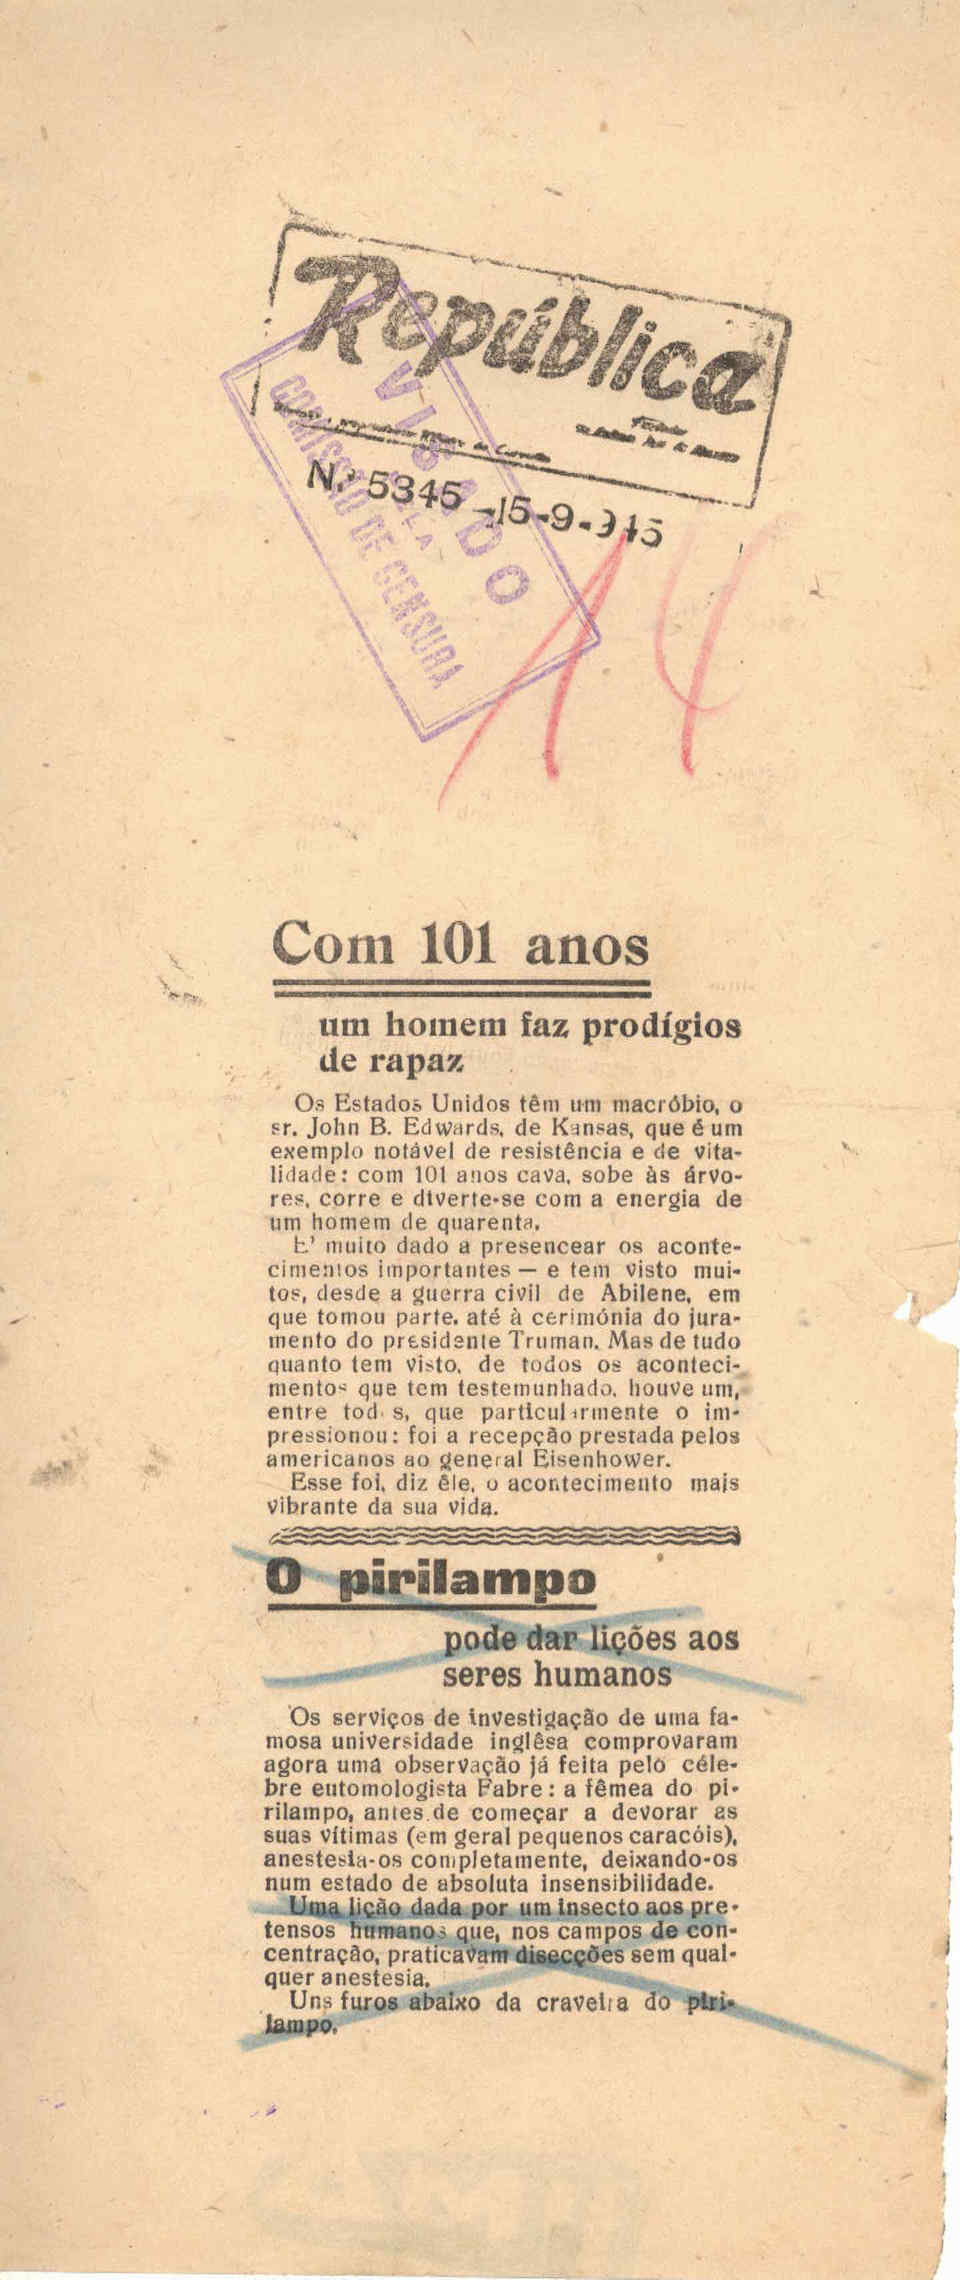 República
VISADO
PELA
COMISSÃO DE CENSURA
N.º 5345 - 15-9-945
14
Com 101 anos
um homem faz prodígios
de rapaz
Os Estados Unidos têm um macróbio, o
sr. John B. Edwards, de Kansas, que é um
exemplo notável de resistência e de vita-
lidade: com 101 anos cava, sobe às árvo-
res, corre e diverte-se com a energia de
um homem de quarenta.
E' muito dado a presencear os aconte-
cimentos importantes — e tem visto mui-
tos, desde a guerra civil de Abilene, em
que tomou parte, até à cerimónia do jura-
mento do presidente Truman. Mas de tudo
quanto tem visto, de todos os aconteci-
mentos que tem testemunhado, houve um,
entre todos, que particularmente o im-
pressionou: foi a recepção prestada pelos
americanos ao general Eisenhower.
Esse foi, diz êle, o acontecimento mais
vibrante da sua vida.
O pirilampo
pode dar lições aos
seres humanos
Os serviços de investigação de uma fa-
mosa universidade inglêsa comprovaram
agora uma observação já feita pelo céle-
bre entomologista Fabre: a fêmea do pi-
rilampo, antes de começar a devorar as
suas vítimas (em geral pequenos caracóis),
anestesia-os completamente, deixando-os
num estado de absoluta insensibilidade.
Uma lição dada por um insecto aos pre-
tensos humanos que, nos campos de con-
centração, praticavam disecções sem qual-
quer anestesia.
Uns furos abaixo da craveira do piri-
lampo.